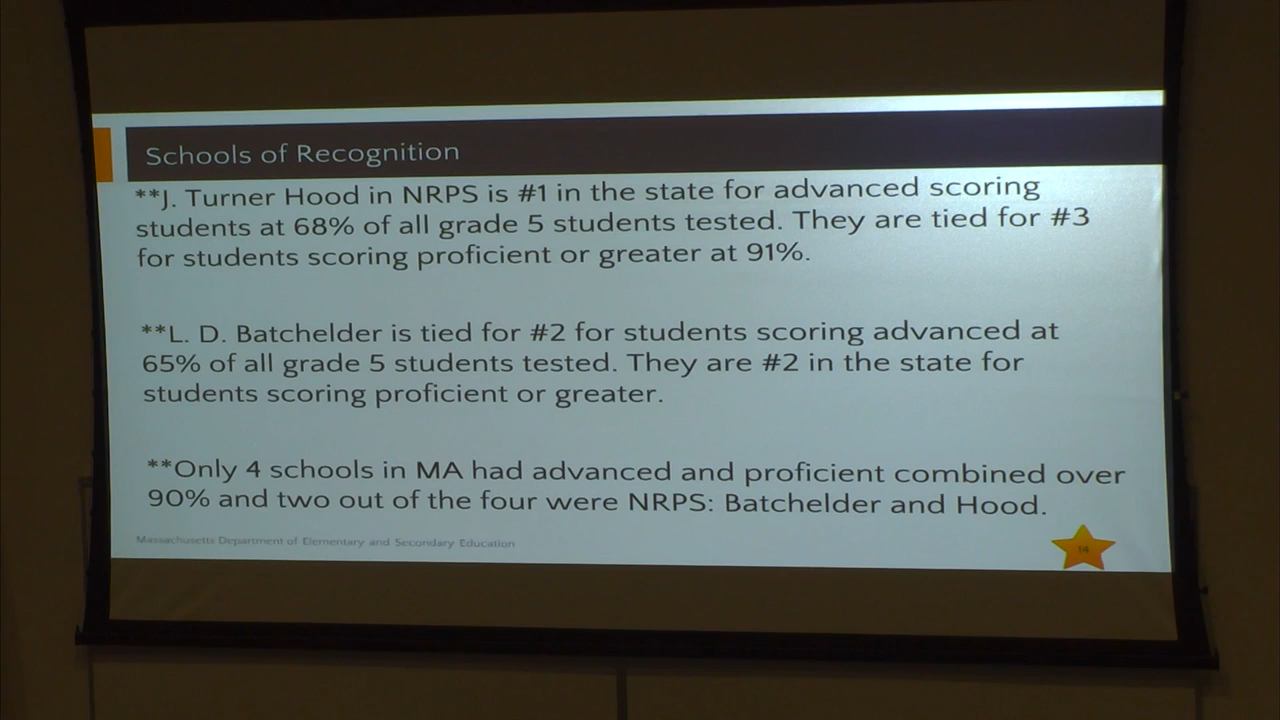 Schools of Recognition
**J. Turner Hood in NRPS is #1 in the state for advanced scoring
students at 68% of all grade 5 students tested. They are tied for #3
for students scoring proficient or greater at 91%.
**L. D. Batchelder is tied for #2 for students scoring advanced at
65% of all grade 5 students tested. They are #2 in the state for
students scoring proficient or greater.
**Only 4 schools in MA had advanced and proficient combined over
90% and two out of the four were NRPS: Batchelder and Hood.
Massachusetts Department of Elementary and Secondary Education
14